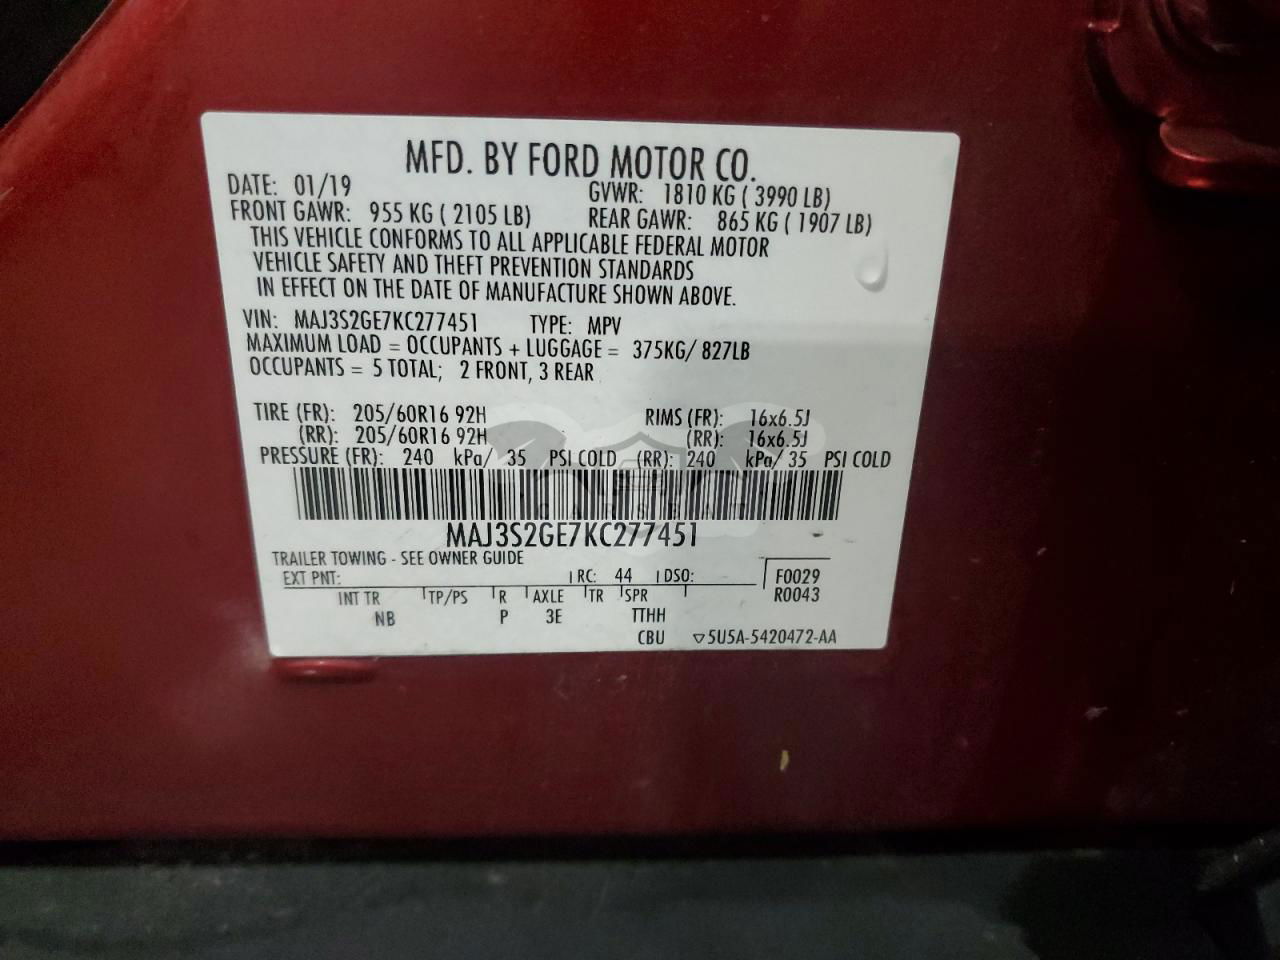 MFD. BY FORD MOTOR CO.
DATE: 01/19 GVWR: 1810 KG ( 3990 LB)
FRONT GAWR: 955 KG ( 2105 LB) REAR GAWR: 865 KG ( 1907 LB)
THIS VEHICLE CONFORMS TO ALL APPLICABLE FEDERAL MOTOR
VEHICLE SAFETY AND THEFT PREVENTION STANDARDS
IN EFFECT ON THE DATE OF MANUFACTURE SHOWN ABOVE.
VIN: MAJ3S2GE7KC277451 TYPE: MPV
MAXIMUM LOAD = OCCUPANTS + LUGGAGE = 375KG/ 827LB
OCCUPANTS = 5 TOTAL; 2 FRONT, 3 REAR
TIRE (FR): 205/60R16 92H RIMS (FR): 16x6.5J
(RR): 205/60R16 92H (RR): 16x6.5J
PRESSURE (FR): 240 kPa/ 35 PSI COLD (RR): 240 kPa/ 35 PSI COLD
MAJ3S2GE7KC277451
TRAILER TOWING - SEE OWNER GUIDE
EXT PNT: RC: 44 DSO: F0029
INT TR TP/PS R AXLE TR SPR R0043
NB P 3E TTHH
CBU ▽5U5A-5420472-AA